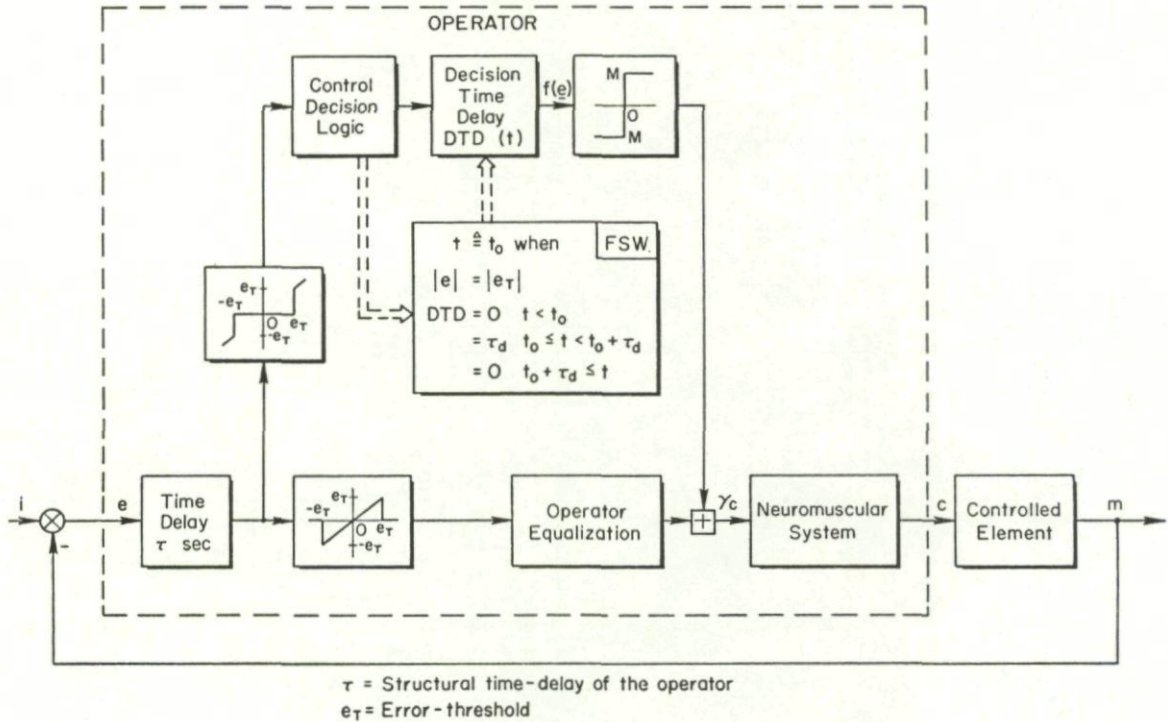 OPERATOR
Control
Decision
Logic
Decision
Time
Delay
DTD (t)
f(e)
M
O
M
t ≜ t₀ when
FSW.
|e| = |e_T|
DTD = O t < t₀
= τ_d t₀ ≤ t < t₀ + τ_d
= O t₀ + τ_d ≤ t
e_T
-e_T
O
e_T
-e_T
i
-
e
Time
Delay
τ sec
e_T
-e_T
O
e_T
-e_T
Operator
Equalization
+
γc
Neuromuscular
System
c
Controlled
Element
m
τ = Structural time-delay of the operator
e_T = Error-threshold